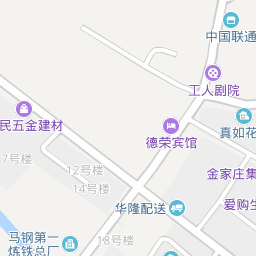 中国联通
工人剧院
民五金建材
真如花
德荣宾馆
7号楼
12号楼
金家庄集
14号楼
爱购生
华隆配送
马钢第一
炼铁总厂
18号楼